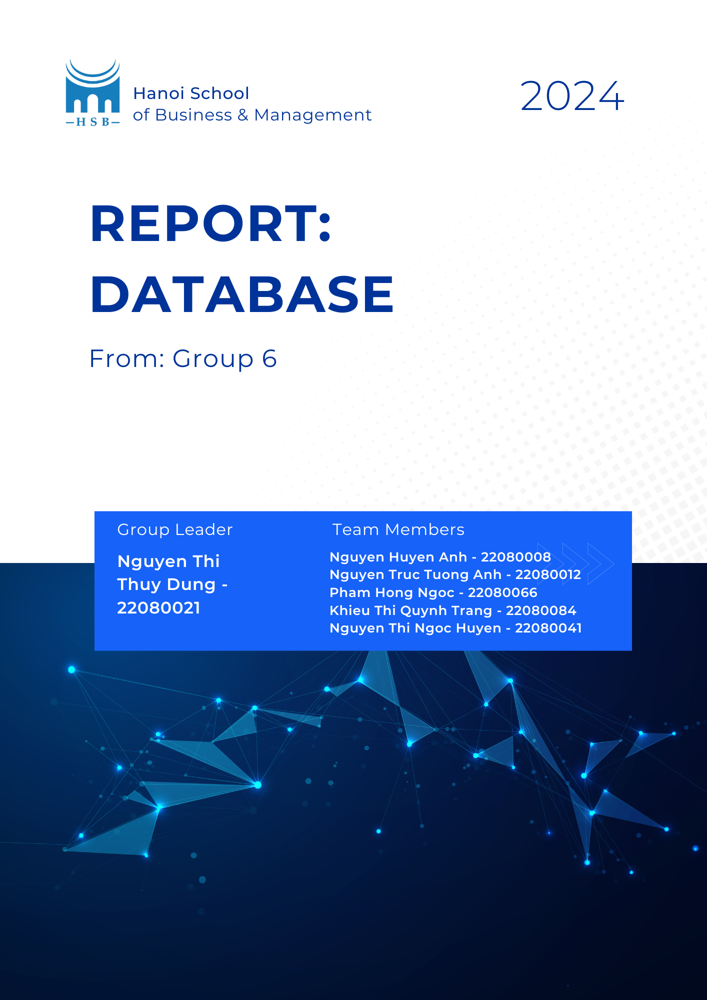 Hanoi School
of Business & Management
–H S B–
2024
REPORT:
DATABASE
From: Group 6
Group Leader
Nguyen Thi
Thuy Dung -
22080021
Team Members
Nguyen Huyen Anh - 22080008
Nguyen Truc Tuong Anh - 22080012
Pham Hong Ngoc - 22080066
Khieu Thi Quynh Trang - 22080084
Nguyen Thi Ngoc Huyen - 22080041